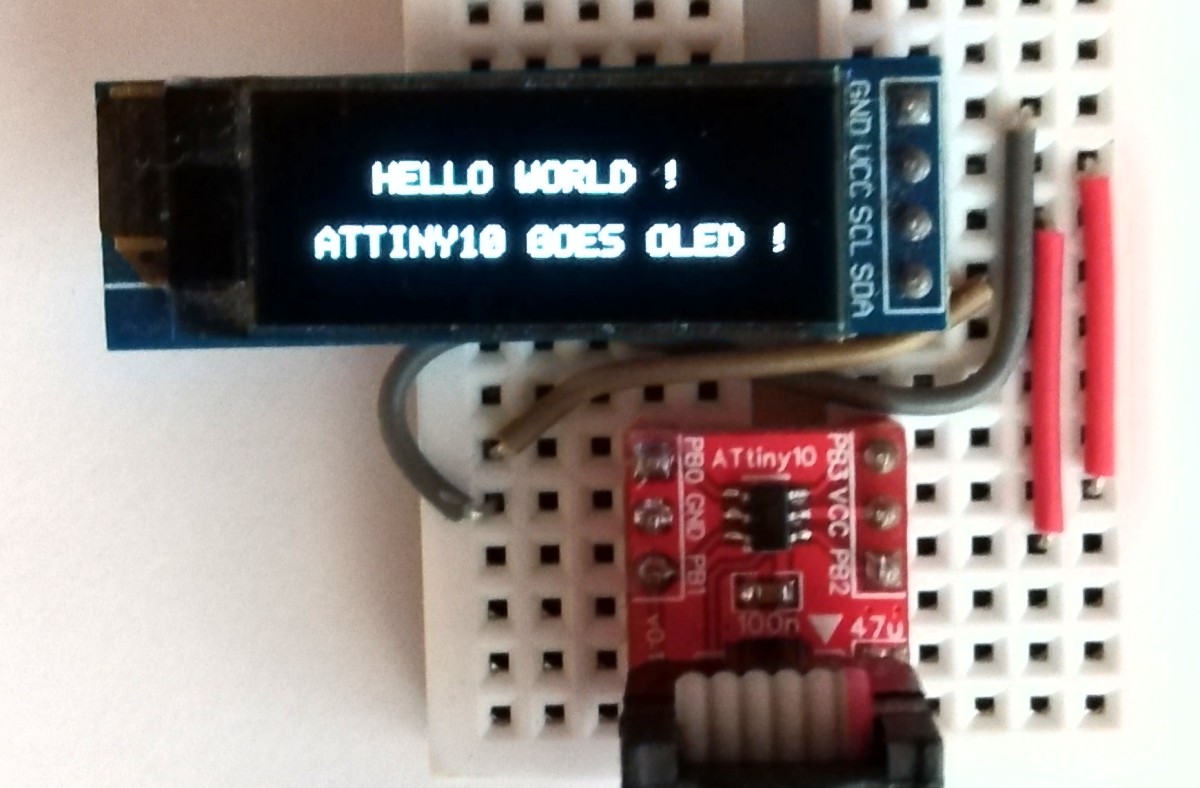 HELLO WORLD !
ATTINY10 GOES OLED !
GND VCC SCL SDA
ATtiny10
PB0 GND PB1
PB3 VCC PB2
100n
47u